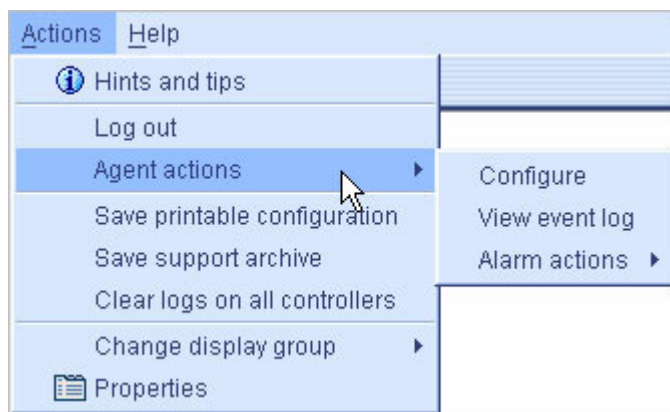 Actions Help
Hints and tips
Log out
Agent actions
Configure
Save printable configuration
View event log
Save support archive
Alarm actions
Clear logs on all controllers
Change display group
Properties